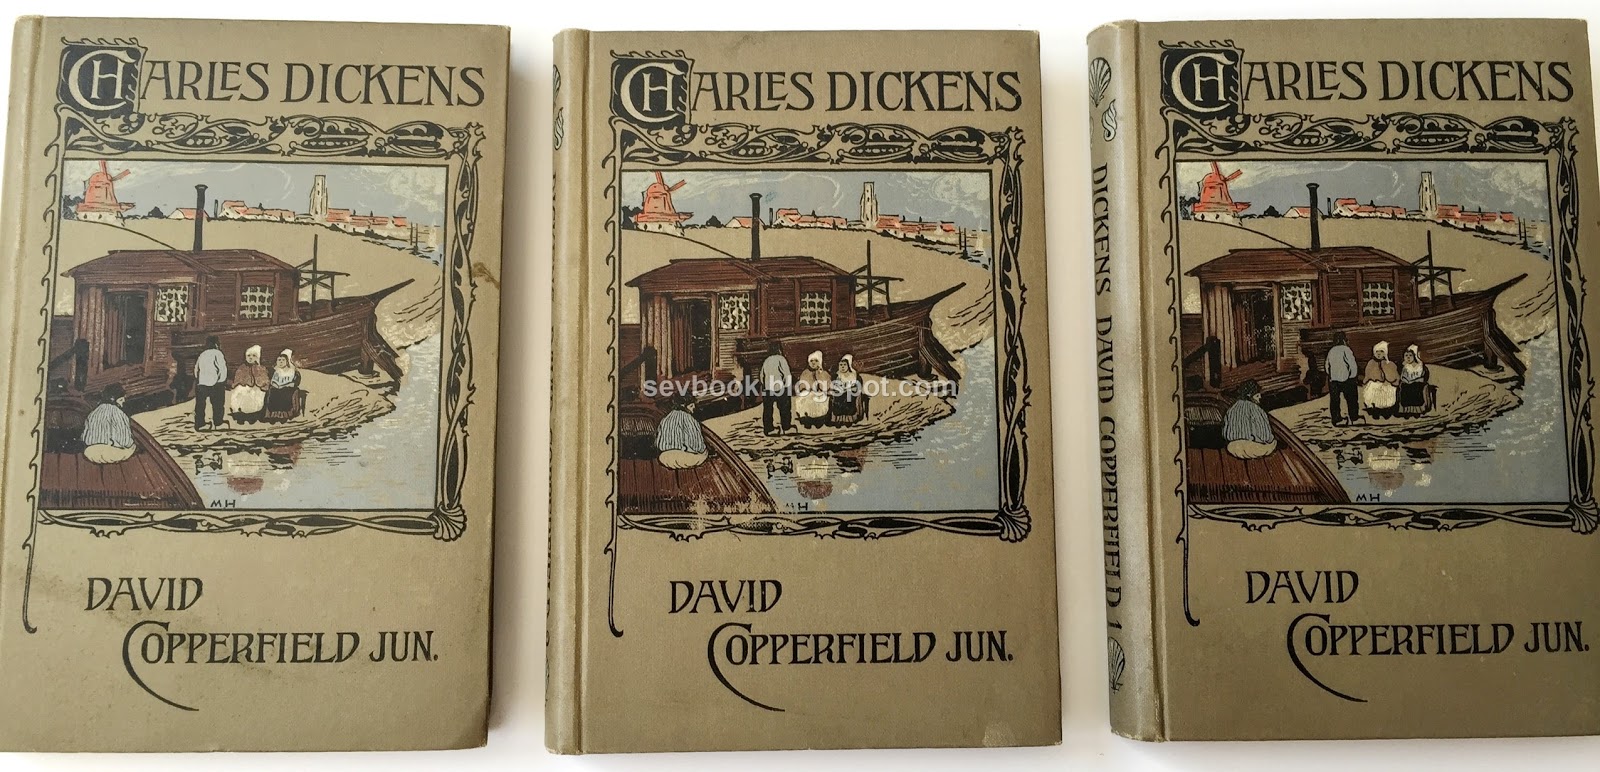 CHARLES DICKENS
MH
DAVID
COPPERFIELD JUN.
CHARLES DICKENS
MH
DAVID
COPPERFIELD JUN.
DICKENS DAVID COPPERFIELD 1
CHARLES DICKENS
MH
DAVID
COPPERFIELD JUN.
sevbook.blogspot.com